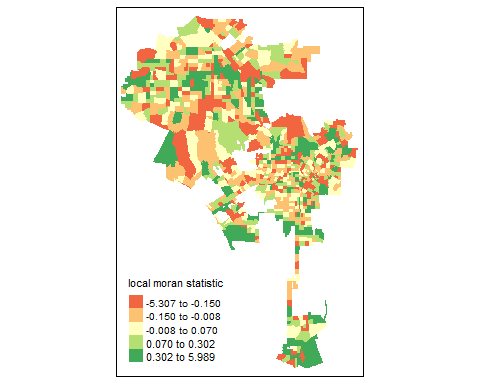 local moran statistic
-5.307 to -0.150
-0.150 to -0.008
-0.008 to 0.070
0.070 to 0.302
0.302 to 5.989